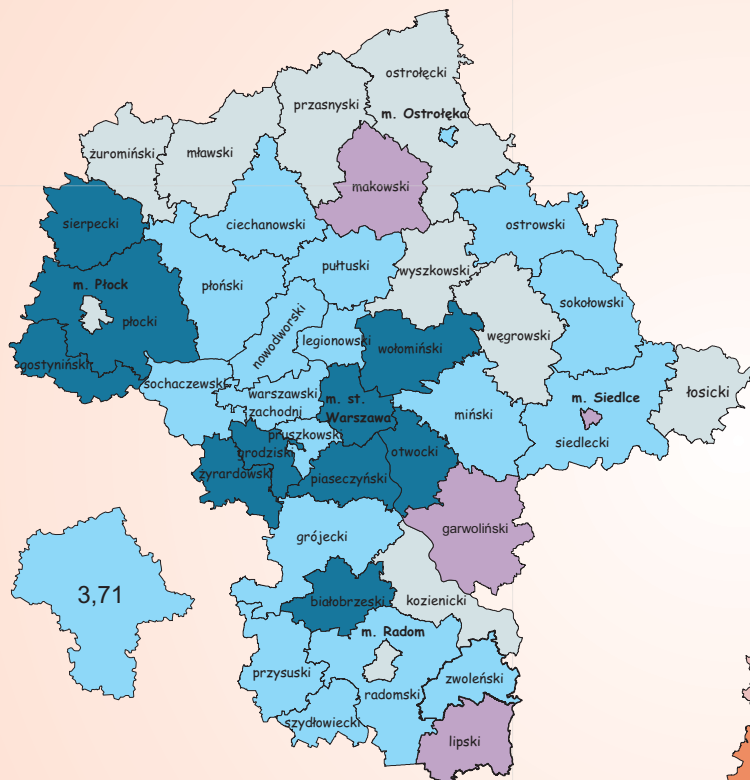 ostrołęcki
przasnyski
m. Ostrołęka
żuromiński
mławski
makowski
sierpecki
ciechanowski
ostrowski
pułtuski
wyszkowski
m. Płock
płoński
sokołowski
płocki
nowodworski
legionowski
wołomiński
węgrowski
gostyniński
sochaczewski
warszawski
zachodni
m. st.
Warszawa
miński
m. Siedlce
łosicki
pruszkowski
siedlecki
grodziski
otwocki
żyrardowski
piaseczyński
grójecki
garwoliński
3,71
białobrzeski
kozienicki
m. Radom
przysuski
zwoleński
radomski
szydłowiecki
lipski